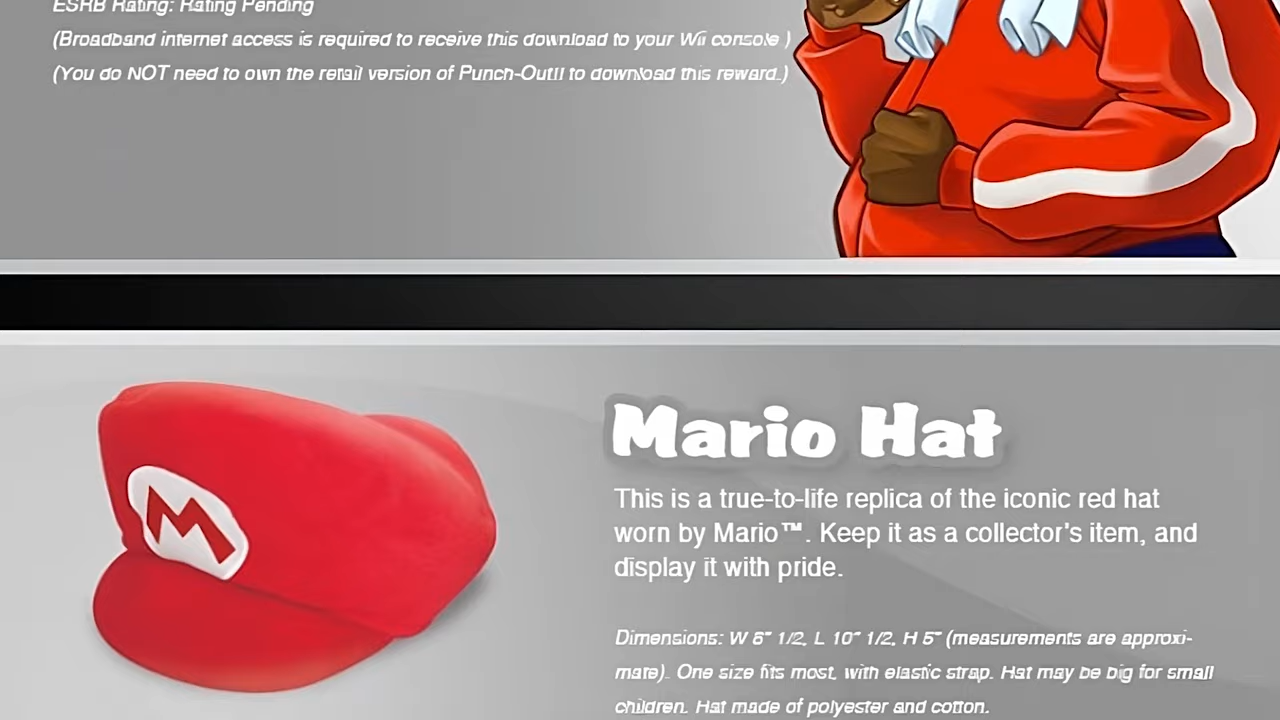 ESRB Rating: Rating Pending
(Broadband internet access is required to receive this download to your Wii console )
(You do NOT need to own the retail version of Punch-Out!! to download this reward.)
M
Mario Hat
This is a true-to-life replica of the iconic red hat
worn by Mario™. Keep it as a collector's item, and
display it with pride.
Dimensions: W 6" 1/2, L 10" 1/2, H 5" (measurements are approxi-
mate). One size fits most, with elastic strap. Hat may be big for small
children. Hat made of polyester and cotton.